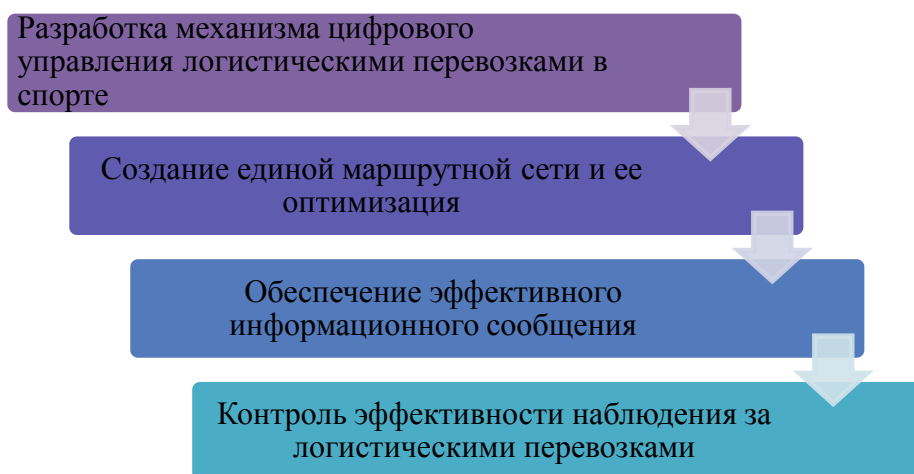 Разработка механизма цифрового
управления логистическими перевозками в
спорте
Создание единой маршрутной сети и ее
оптимизация
Обеспечение эффективного
информационного сообщения
Контроль эффективности наблюдения за
логистическими перевозками